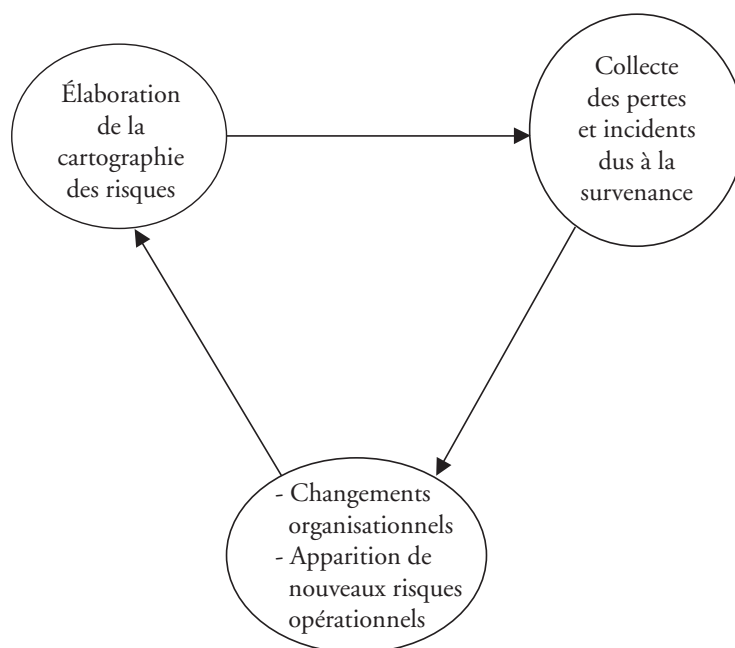 Élaboration
de la
cartographie
des risques
Collecte
des pertes
et incidents
dus à la
survenance
- Changements
organisationnels
- Apparition de
nouveaux risques
opérationnels